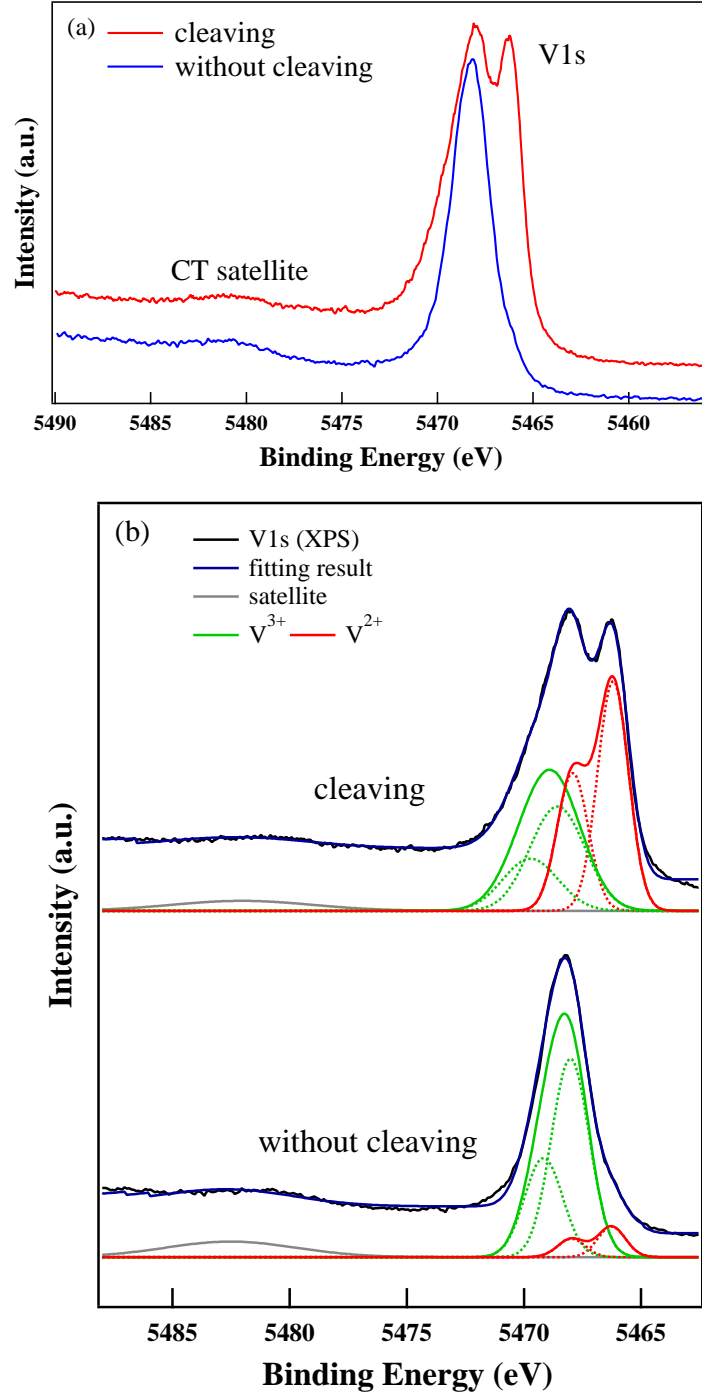 (a)
cleaving
without cleaving
V1s
CT satellite
Intensity (a.u.)
5490 5485 5480 5475 5470 5465 5460
Binding Energy (eV)
(b)
V1s (XPS)
fitting result
satellite
V3+ V2+
cleaving
without cleaving
Intensity (a.u.)
5485 5480 5475 5470 5465
Binding Energy (eV)